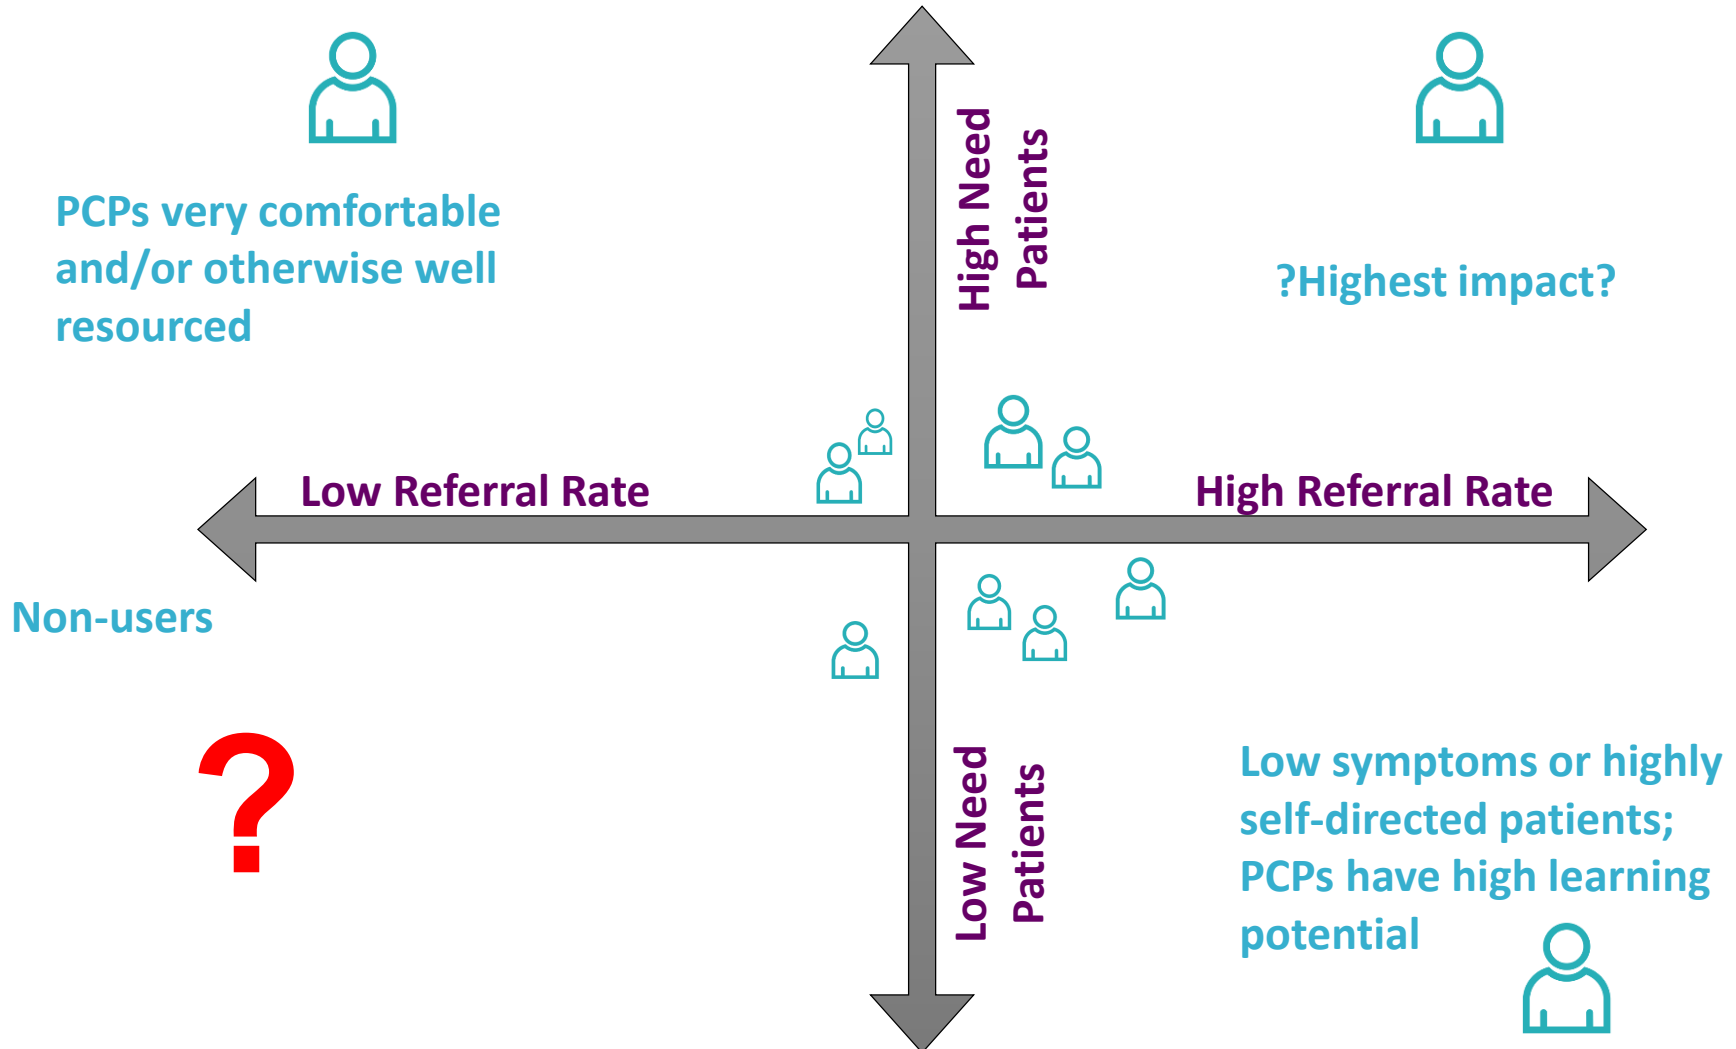 PCPs very comfortable
and/or otherwise well
resourced
High Need
Patients
?Highest impact?
Low Referral Rate
High Referral Rate
Non-users
?
Low Need
Patients
Low symptoms or highly
self-directed patients;
PCPs have high learning
potential